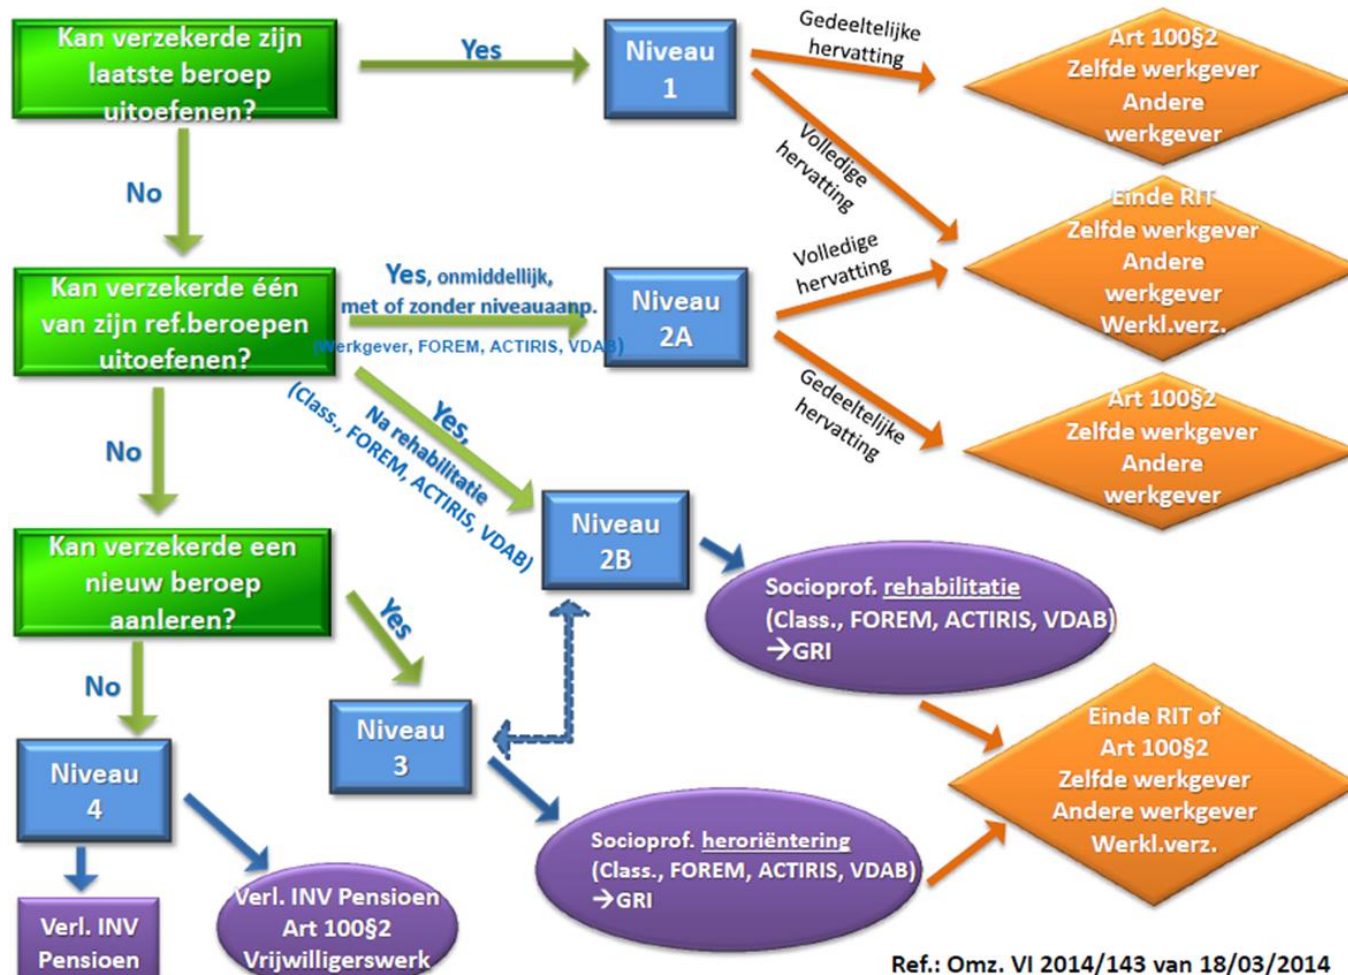 Kan verzekerde zijn
laatste beroep
uitoefenen?
Yes
Niveau
1
Gedeeltelijke
hervatting
Art 100§2
Zelfde werkgever
Andere
werkgever
Volledige
hervatting
No
Einde RIT
Zelfde werkgever
Andere
werkgever
Werkl.verz.
Kan verzekerde één
van zijn ref.beroepen
uitoefenen?
Yes, onmiddellijk,
met of zonder niveauaanp.
(Werkgever, FOREM, ACTIRIS, VDAB)
Niveau
2A
Volledige
hervatting
Gedeeltelijke
hervatting
Art 100§2
Zelfde werkgever
Andere
werkgever
No
Yes,
Na rehabilitatie
(Class., FOREM, ACTIRIS, VDAB)
Niveau
2B
Kan verzekerde een
nieuw beroep
aanleren?
Yes
Socioprof. rehabilitatie
(Class., FOREM, ACTIRIS, VDAB)
→GRI
No
Niveau
3
Niveau
4
Einde RIT of
Art 100§2
Zelfde werkgever
Andere werkgever
Werkl.verz.
Socioprof. heroriëntering
(Class., FOREM, ACTIRIS, VDAB)
→GRI
Verl. INV
Pensioen
Verl. INV Pensioen
Art 100§2
Vrijwilligerswerk
Ref.: Omz. VI 2014/143 van 18/03/2014